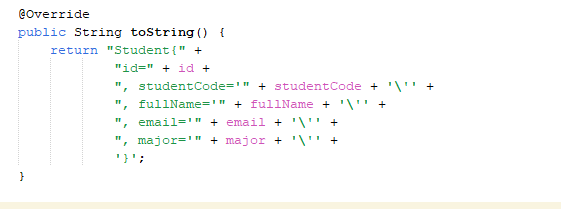 @Override
public String toString() {
return "Student{" +
"id=" + id +
", studentCode='" + studentCode + '\'' +
", fullName='" + fullName + '\'' +
", email='" + email + '\'' +
", major='" + major + '\'' +
'}';
}